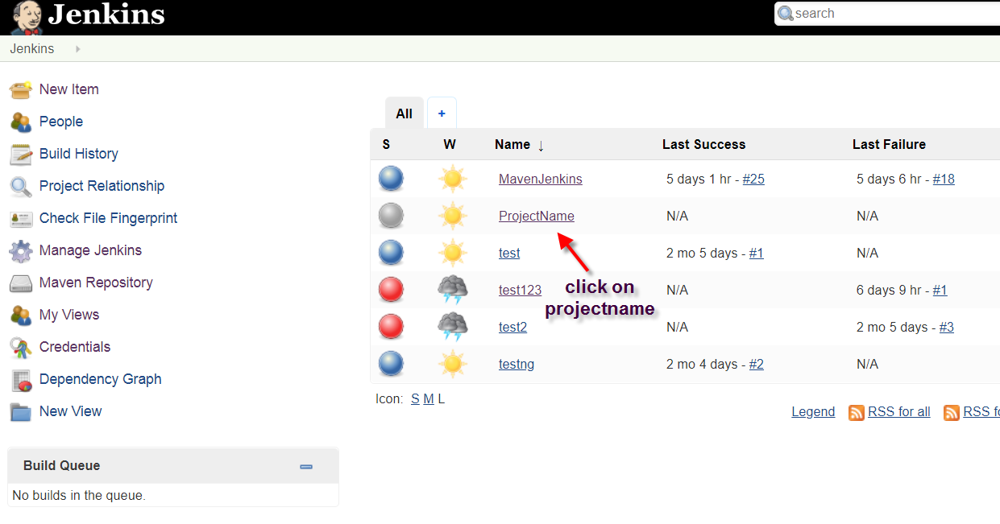 Jenkins
search
Jenkins
New Item
People
Build History
Project Relationship
Check File Fingerprint
Manage Jenkins
Maven Repository
My Views
Credentials
Dependency Graph
New View
Build Queue
No builds in the queue.
All +
S W Name ↓ Last Success Last Failure
MavenJenkins 5 days 1 hr - #25 5 days 6 hr - #18
ProjectName N/A N/A
test 2 mo 5 days - #1 N/A
test123 N/A 6 days 9 hr - #1
test2 N/A 2 mo 5 days - #3
testng 2 mo 4 days - #2 N/A
click on
projectname
Icon: S M L
Legend RSS for all RSS